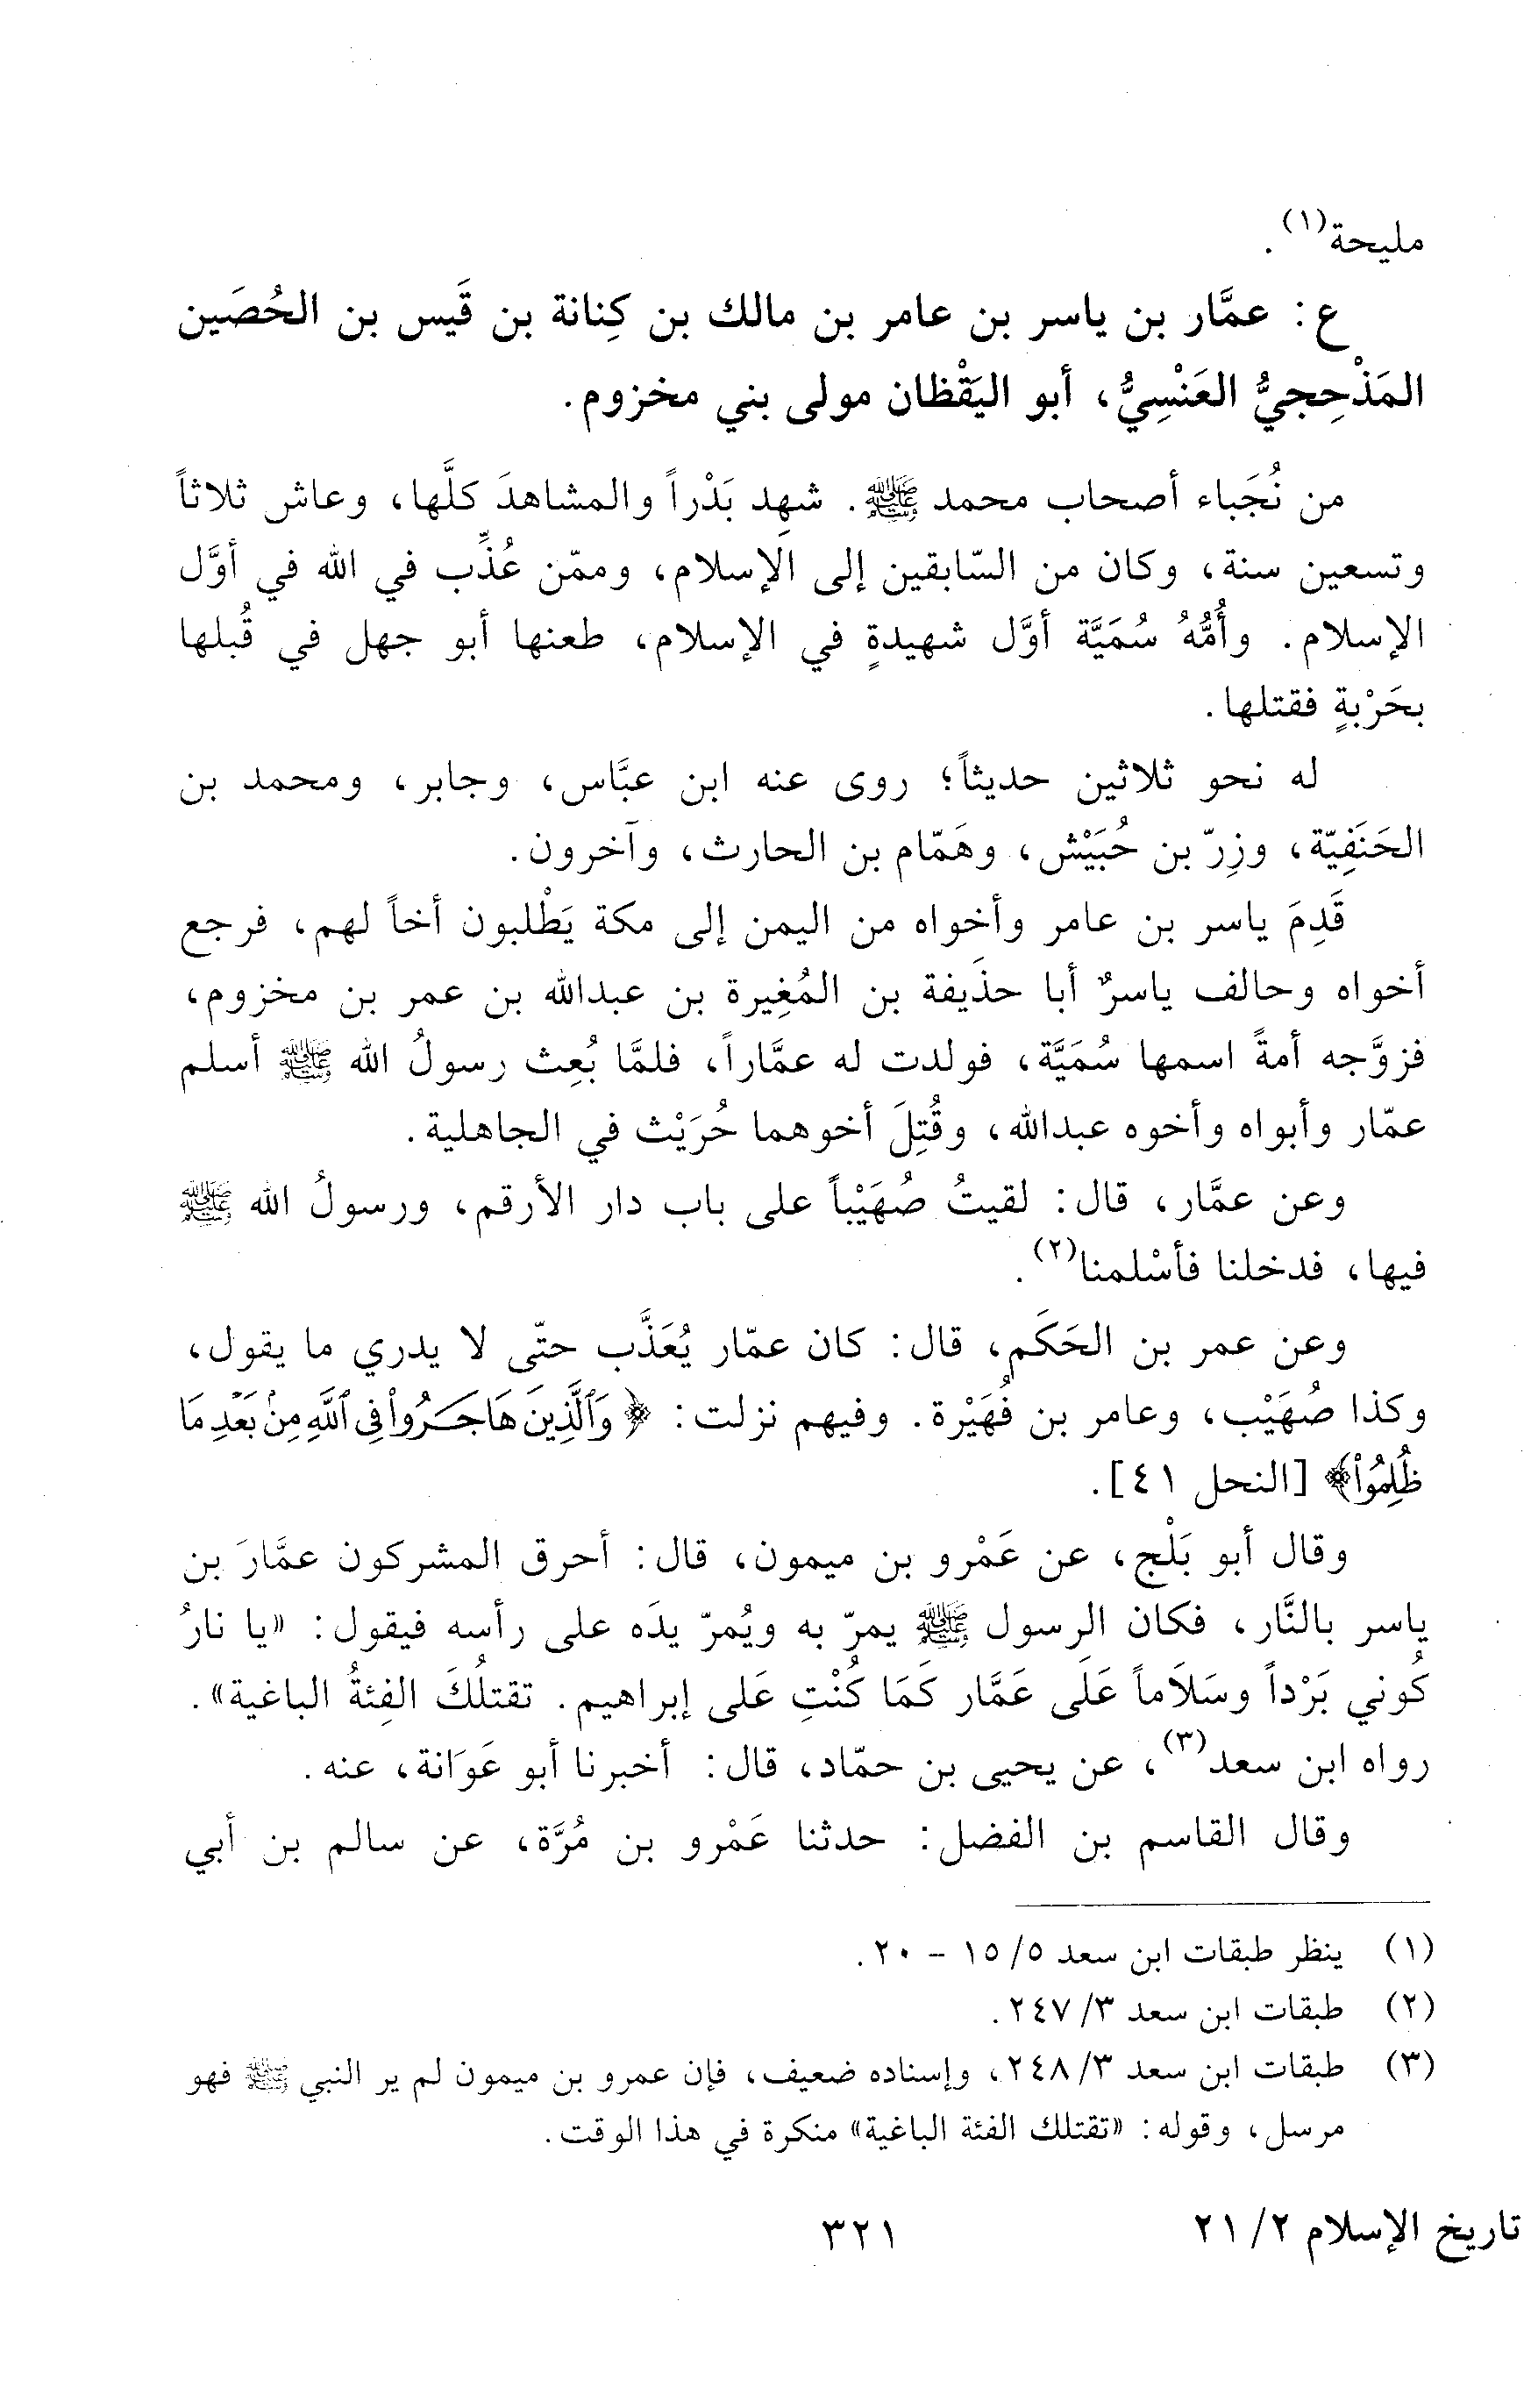 مليحة(١).
ع: عمَّار بن ياسر بن عامر بن مالك بن كِنانة بن قَيس بن الحُصَين
المَذْحِجيُّ العَنْسِيُّ، أبو اليَقْظان مولى بني مخزوم.
من نُجَباء أصحاب محمد ﷺ. شهِد بَدْراً والمشاهدَ كلَّها، وعاش ثلاثاً
وتسعين سنة، وكان من السّابقين إلى الإسلام، وممّن عُذِّب في الله في أوَّل
الإسلام. وأُمُّهُ سُمَيَّة أوَّل شهيدةٍ في الإسلام، طعنها أبو جهل في قُبلها
بحَرْبةٍ فقتلها.
له نحو ثلاثين حديثاً؛ روى عنه ابن عبَّاس، وجابر، ومحمد بن
الحَنَفِيّة، وزِرّ بن حُبَيْش، وهَمّام بن الحارث، وآخرون.
قَدِمَ ياسر بن عامر وأخواه من اليمن إلى مكة يَطْلبون أخاً لهم، فرجع
أخواه وحالف ياسرٌ أبا حذَيفة بن المُغِيرة بن عبدالله بن عمر بن مخزوم،
فزوَّجه أمةً اسمها سُمَيَّة، فولدت له عمَّاراً، فلمَّا بُعِث رسولُ الله ﷺ أسلم
عمّار وأبواه وأخوه عبدالله، وقُتِلَ أخوهما حُرَيْث في الجاهلية.
وعن عمَّار، قال: لقيتُ صُهَيْباً على باب دار الأرقم، ورسولُ الله ﷺ
فيها، فدخلنا فأسْلمنا(٢).
وعن عمر بن الحَكَم، قال: كان عمّار يُعَذَّب حتّى لا يدري ما يقول،
وكذا صُهَيْب، وعامر بن فُهَيْرة. وفيهم نزلت: ﴿وَٱلَّذِينَ هَاجَرُوا۟ فِى ٱللَّهِ مِنۢ بَعْدِ مَا
ظُلِمُوا۟﴾ [النحل ٤١].
وقال أبو بَلْج، عن عَمْرو بن ميمون، قال: أحرق المشركون عمَّارَ بن
ياسر بالنَّار، فكان الرسول ﷺ يمرّ به ويُمرّ يدَه على رأسه فيقول: «يا نارُ
كُوني بَرْداً وسَلَاماً عَلَى عَمَّار كَمَا كُنْتِ عَلى إبراهيم. تقتلُكَ الفِئةُ الباغية».
رواه ابن سعد(٣)، عن يحيى بن حمّاد، قال: أخبرنا أبو عَوَانة، عنه.
وقال القاسم بن الفضل: حدثنا عَمْرو بن مُرَّة، عن سالم بن أبي
(١) ينظر طبقات ابن سعد ٥/ ١٥ - ٢٠.
(٢) طبقات ابن سعد ٣/ ٢٤٧.
(٣) طبقات ابن سعد ٣/ ٢٤٨، وإسناده ضعيف، فإن عمرو بن ميمون لم ير النبي ﷺ فهو
مرسل، وقوله: «تقتلك الفئة الباغية» منكرة في هذا الوقت.
تاريخ الإسلام ٢/ ٢١
٣٢١